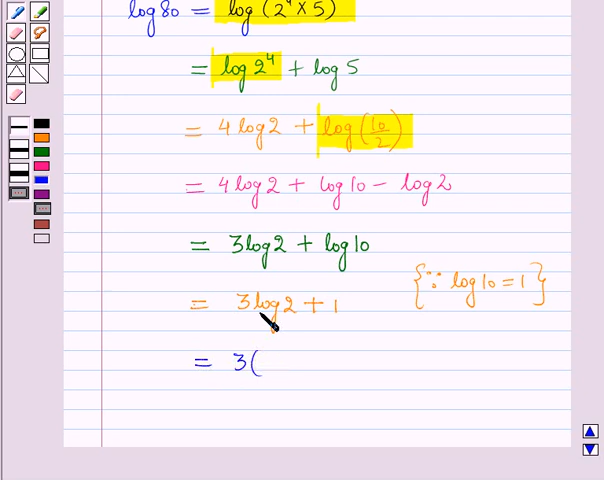 log 80 = log (2⁴ × 5)
= log 2⁴ + log 5
= 4 log 2 + log (10/2)
= 4 log 2 + log 10 - log 2
= 3 log 2 + log 10
= 3 log 2 + 1 {∵ log 10 = 1}
= 3 (